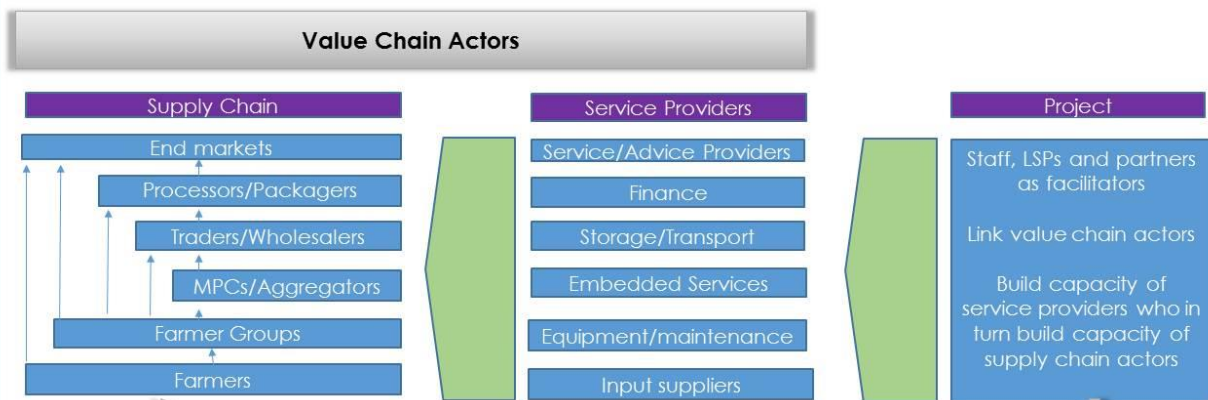 Value Chain Actors
Supply Chain
End markets
Processors/Packagers
Traders/Wholesalers
MPCs/Aggregators
Farmer Groups
Farmers
Service Providers
Service/Advice Providers
Finance
Storage/Transport
Embedded Services
Equipment/maintenance
Input suppliers
Project
Staff, LSPs and partners
as facilitators
Link value chain actors
Build capacity of
service providers who in
turn build capacity of
supply chain actors